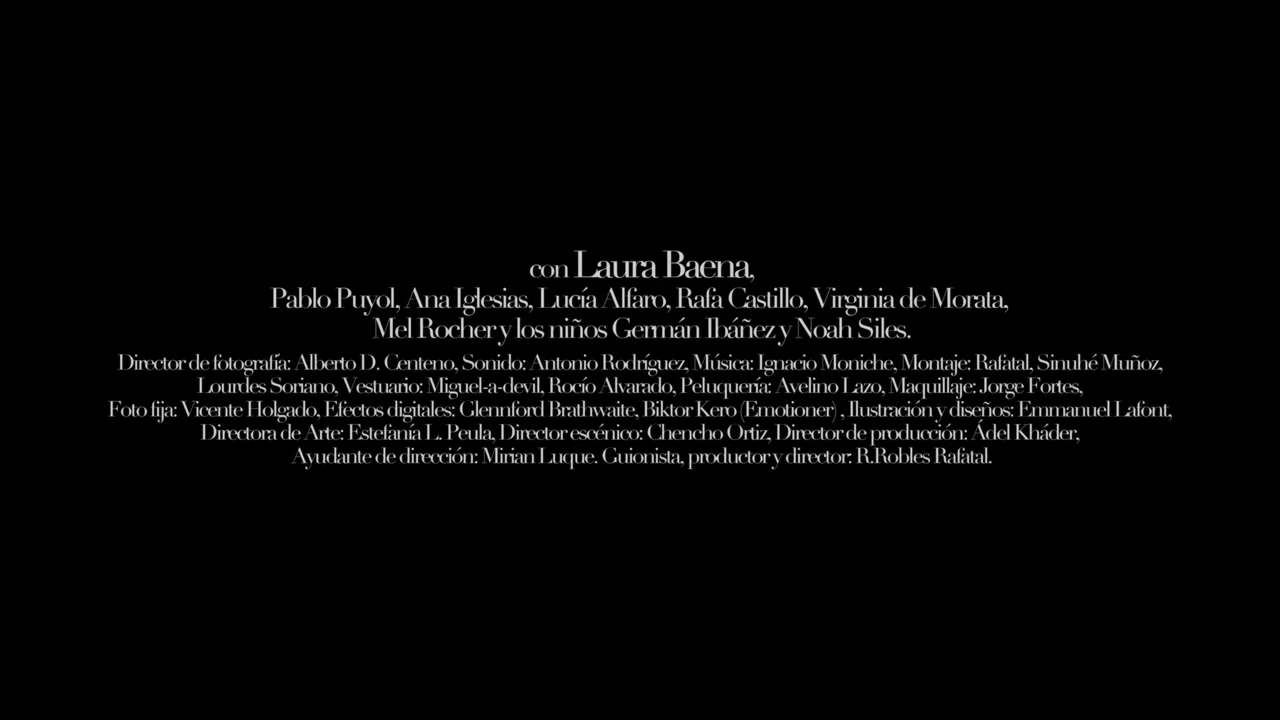 con Laura Baena,
Pablo Puyol, Ana Iglesias, Lucía Alfaro, Rafa Castillo, Virginia de Morata,
Mel Rocher y los niños Germán Ibáñez y Noah Siles.
Director de fotografía: Alberto D. Centeno, Sonido: Antonio Rodríguez, Música: Ignacio Moniche, Montaje: Rafatal, Sinuhé Muñoz,
Lourdes Soriano, Vestuario: Miguel-a-devil, Rocío Alvarado, Peluquería: Avelino Lazo, Maquillaje: Jorge Fortes,
Foto fija: Vicente Holgado, Efectos digitales: Glennford Brathwaite, Biktor Kero (Emotioner) , Ilustración y diseños: Emmanuel Lafont,
Directora de Arte: Estefanía L. Peula, Director escénico: Chencho Ortiz, Director de producción: Ádel Kháder,
Ayudante de dirección: Mirian Luque. Guionista, productor y director: R.Robles Rafatal.